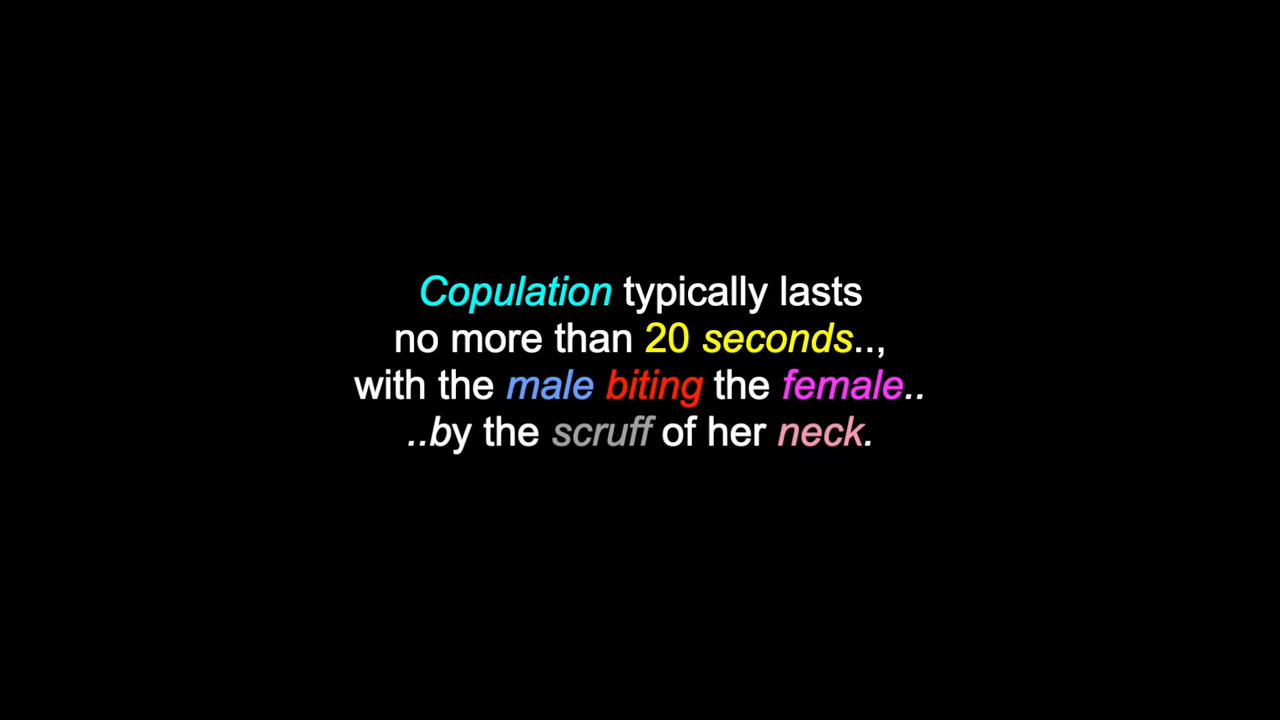 Copulation typically lasts
no more than 20 seconds..,
with the male biting the female..
..by the scruff of her neck.